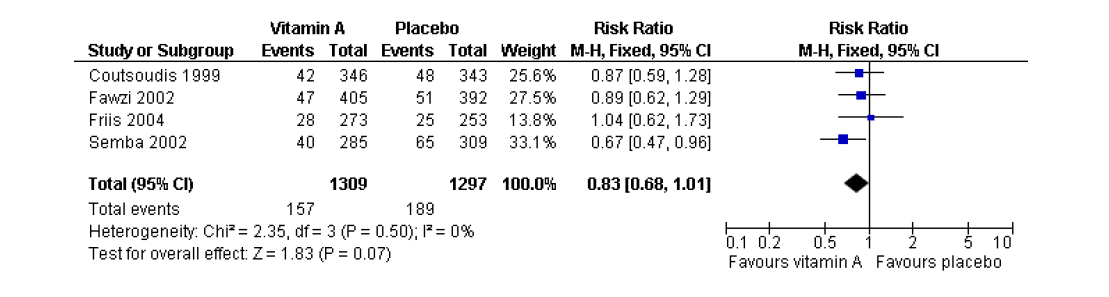 Vitamin A Placebo Risk Ratio Risk Ratio
Study or Subgroup Events Total Events Total Weight M-H, Fixed, 95% CI M-H, Fixed, 95% CI
Coutsoudis 1999 42 346 48 343 25.6% 0.87 [0.59, 1.28]
Fawzi 2002 47 405 51 392 27.5% 0.89 [0.62, 1.29]
Friis 2004 28 273 25 253 13.8% 1.04 [0.62, 1.73]
Semba 2002 40 285 65 309 33.1% 0.67 [0.47, 0.96]
Total (95% CI) 1309 1297 100.0% 0.83 [0.68, 1.01]
Total events 157 189
Heterogeneity: Chi² = 2.35, df = 3 (P = 0.50); I² = 0%
Test for overall effect: Z = 1.83 (P = 0.07)
0.1 0.2 0.5 1 2 5 10
Favours vitamin A Favours placebo